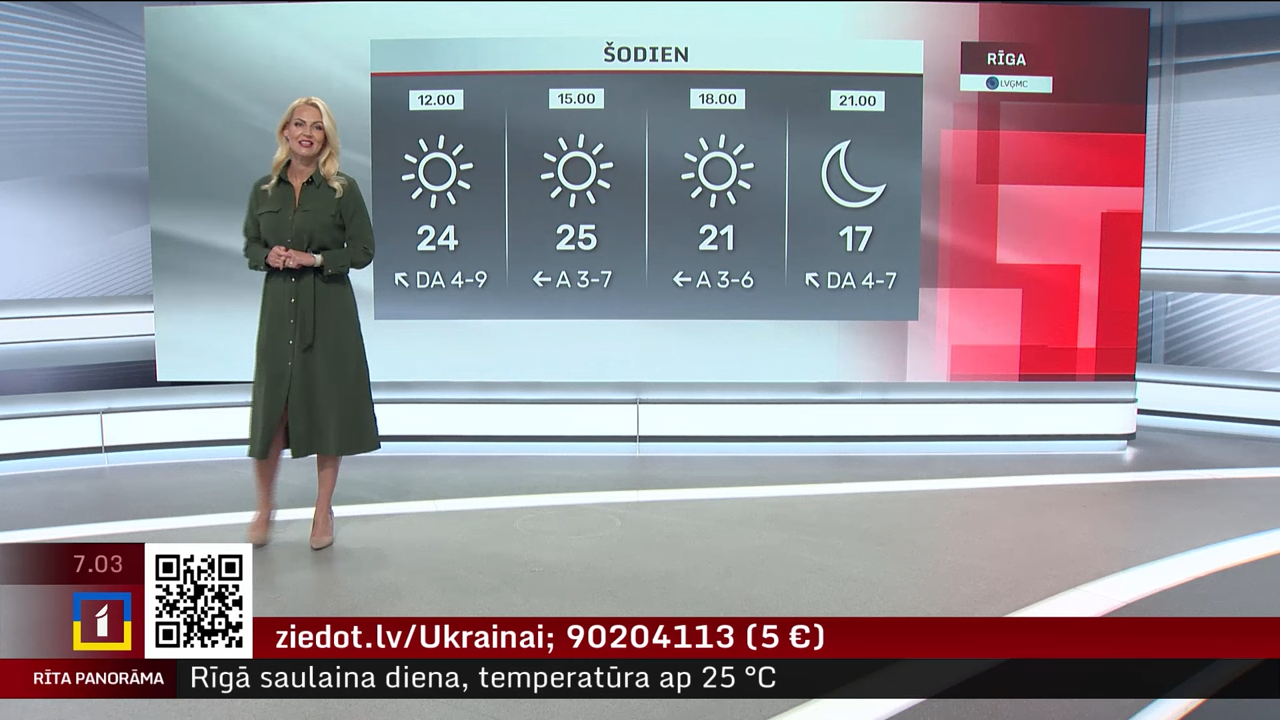 ŠODIEN
RĪGA
LVĢMC
12.00
15.00
18.00
21.00
24
25
21
17
DA 4-9
A 3-7
A 3-6
DA 4-7
7.03
1
ziedot.lv/Ukrainai; 90204113 (5 €)
RĪTA PANORĀMA
Rīgā saulaina diena, temperatūra ap 25 °C